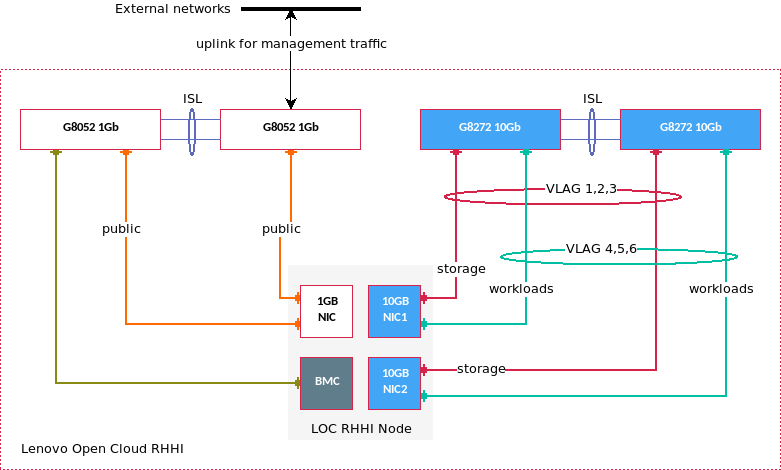 External networks
uplink for management traffic
ISL
ISL
G8052 1Gb
G8052 1Gb
G8272 10Gb
G8272 10Gb
VLAG 1,2,3
public
public
VLAG 4,5,6
storage
workloads
workloads
1GB
NIC
10GB
NIC1
storage
BMC
10GB
NIC2
LOC RHHI Node
Lenovo Open Cloud RHHI